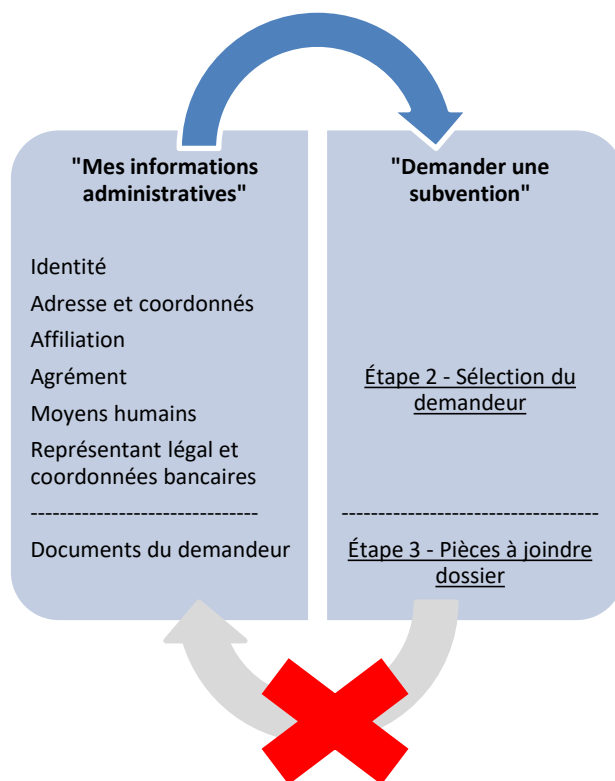 "Mes informations
administratives"
Identité
Adresse et coordonnés
Affiliation
Agrément
Moyens humains
Représentant légal et
coordonnées bancaires
------------------------------
Documents du demandeur
"Demander une
subvention"
Étape 2 - Sélection du
demandeur
----------------------------------
Étape 3 - Pièces à joindre
dossier